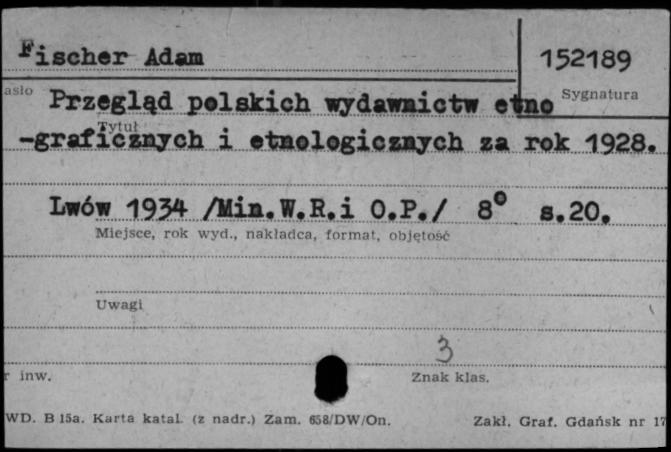 Fischer Adam
152189
asło
Sygnatura
Przegląd polskich wydawnictw etno
Tytuł
-graficznych i etnologicznych za rok 1928.
Lwów 1934 /Min.W.R.i O.P./ 8° s.20.
Miejsce, rok wyd., nakładca, format, objętość
Uwagi
3
r inw.
Znak klas.
WD. B 15a. Karta katal. (z nadr.) Zam. 658/DW/On.
Zakł. Graf. Gdańsk nr 17